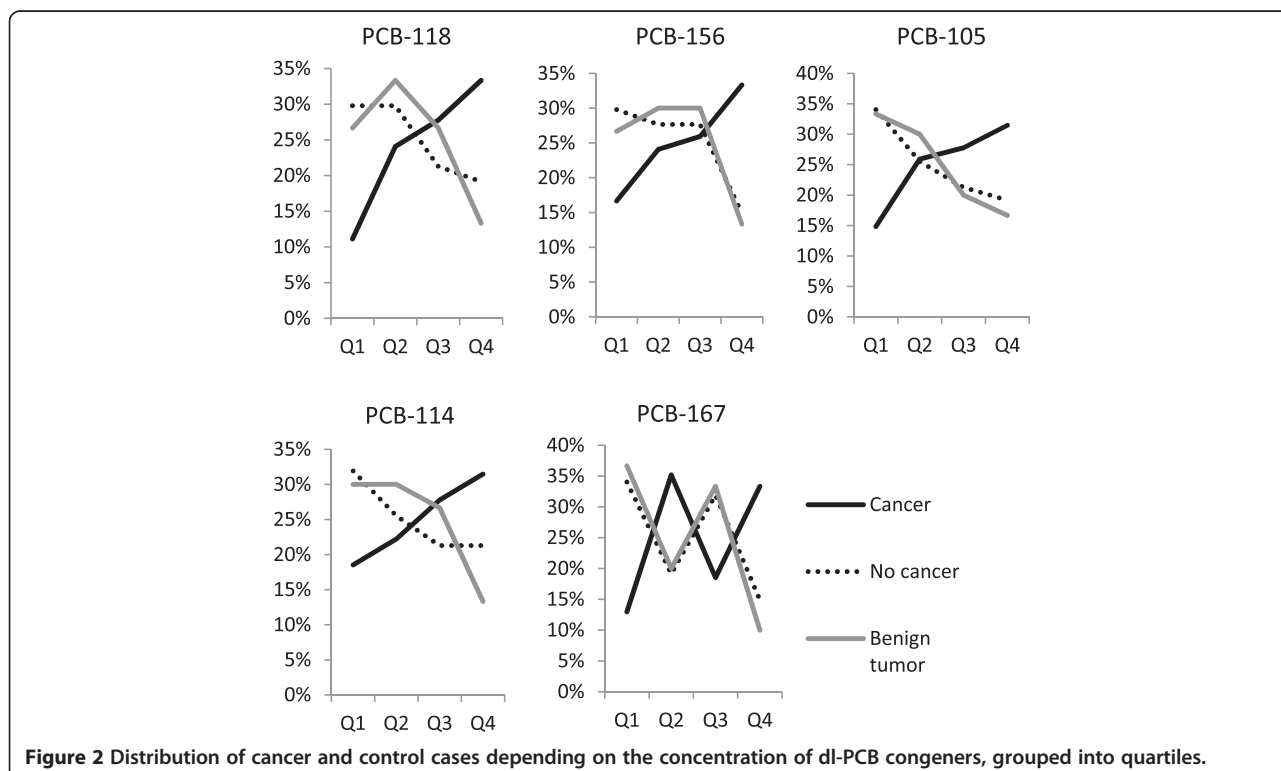 PCB-118
35%
30%
25%
20%
15%
10%
5%
0%
Q1 Q2 Q3 Q4
PCB-156
35%
30%
25%
20%
15%
10%
5%
0%
Q1 Q2 Q3 Q4
PCB-105
40%
35%
30%
25%
20%
15%
10%
5%
0%
Q1 Q2 Q3 Q4
PCB-114
35%
30%
25%
20%
15%
10%
5%
0%
Q1 Q2 Q3 Q4
PCB-167
40%
35%
30%
25%
20%
15%
10%
5%
0%
Q1 Q2 Q3 Q4
Cancer
No cancer
Benign
tumor
Figure 2 Distribution of cancer and control cases depending on the concentration of dl-PCB congeners, grouped into quartiles.